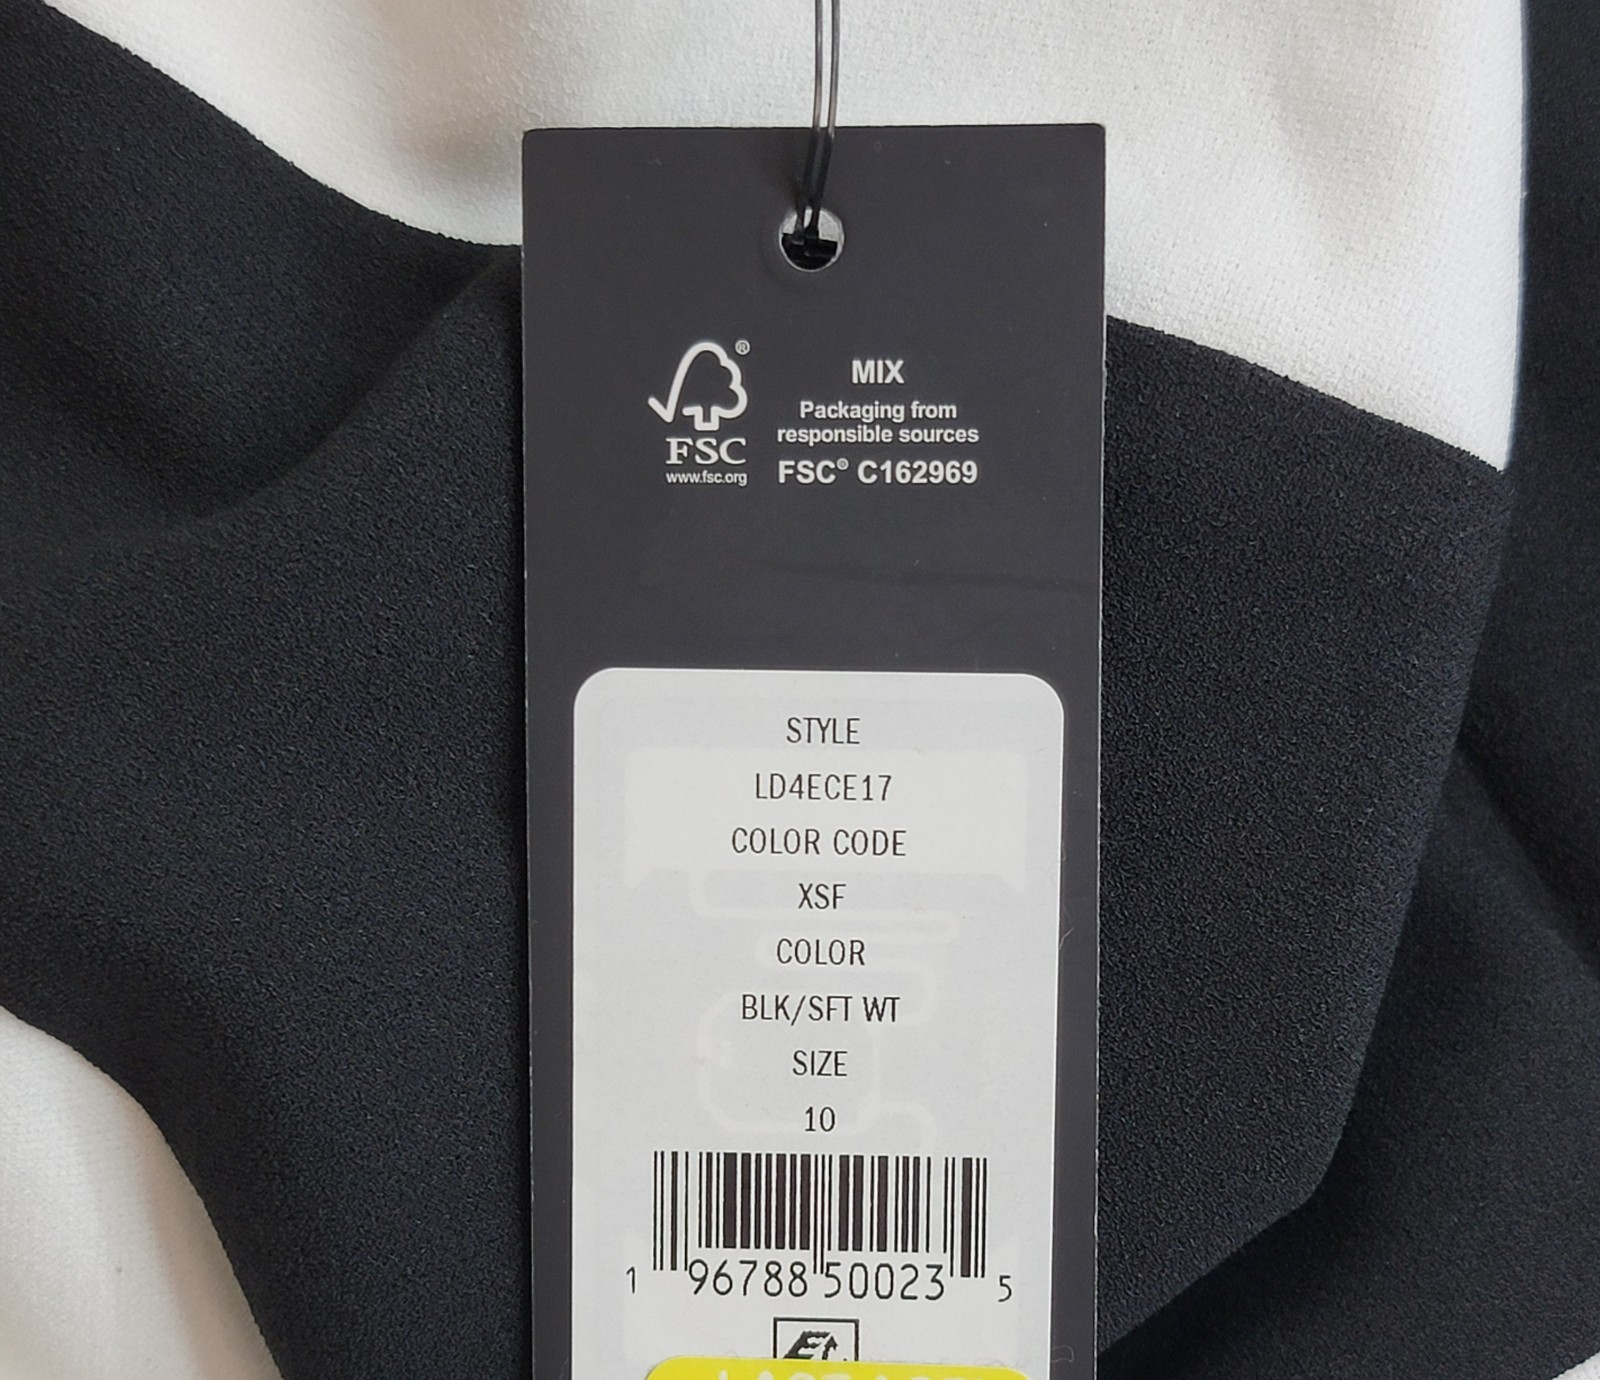 ®
FSC
www.fsc.org
MIX
Packaging from
responsible sources
FSC® C162969
STYLE
LD4ECE17
COLOR CODE
XSF
COLOR
BLK/SFT WT
SIZE
10
1 96788 50023 5